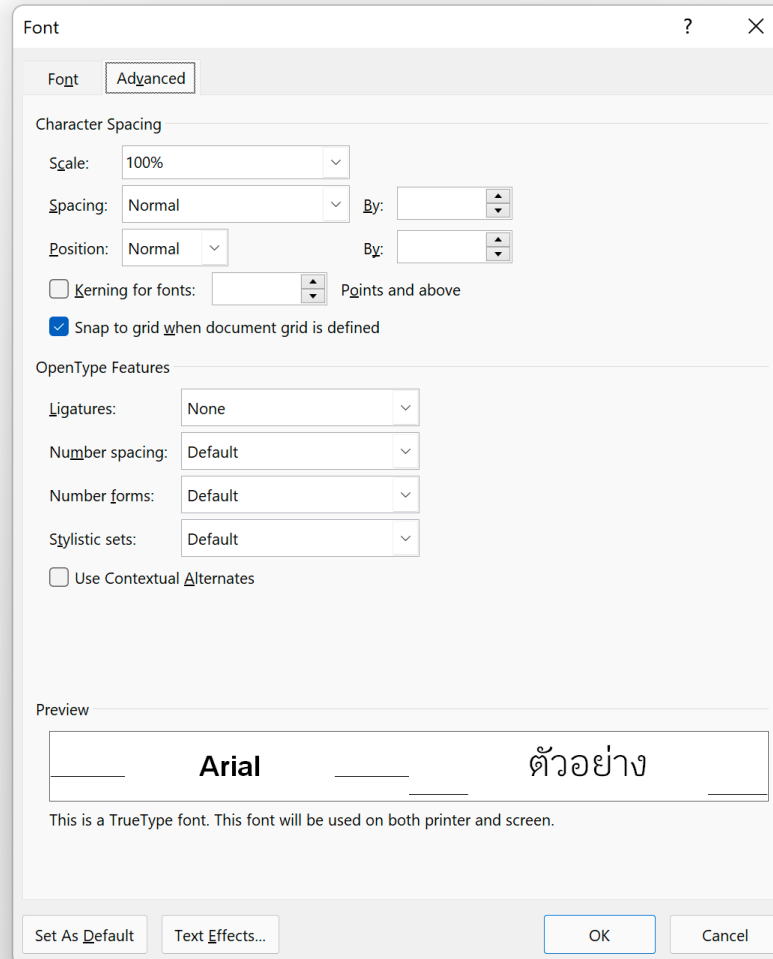 Font ?
Font Advanced
Character Spacing
Scale: 100%
Spacing: Normal By:
Position: Normal By:
Kerning for fonts: Points and above
Snap to grid when document grid is defined
OpenType Features
Ligatures: None
Number spacing: Default
Number forms: Default
Stylistic sets: Default
Use Contextual Alternates
Preview
Arial ตัวอย่าง
This is a TrueType font. This font will be used on both printer and screen.
Set As Default Text Effects... OK Cancel